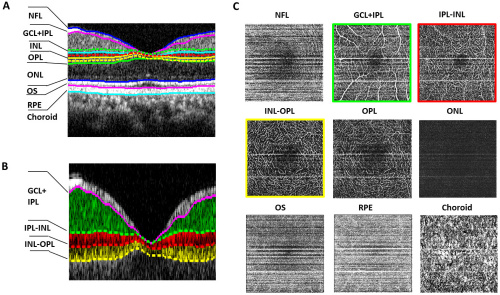 A
NFL
GCL+IPL
INL
OPL
ONL
OS
RPE
Choroid
B
GCL+
IPL
IPL-INL
INL-OPL
C
NFL
GCL+IPL
IPL-INL
INL-OPL
OPL
ONL
OS
RPE
Choroid